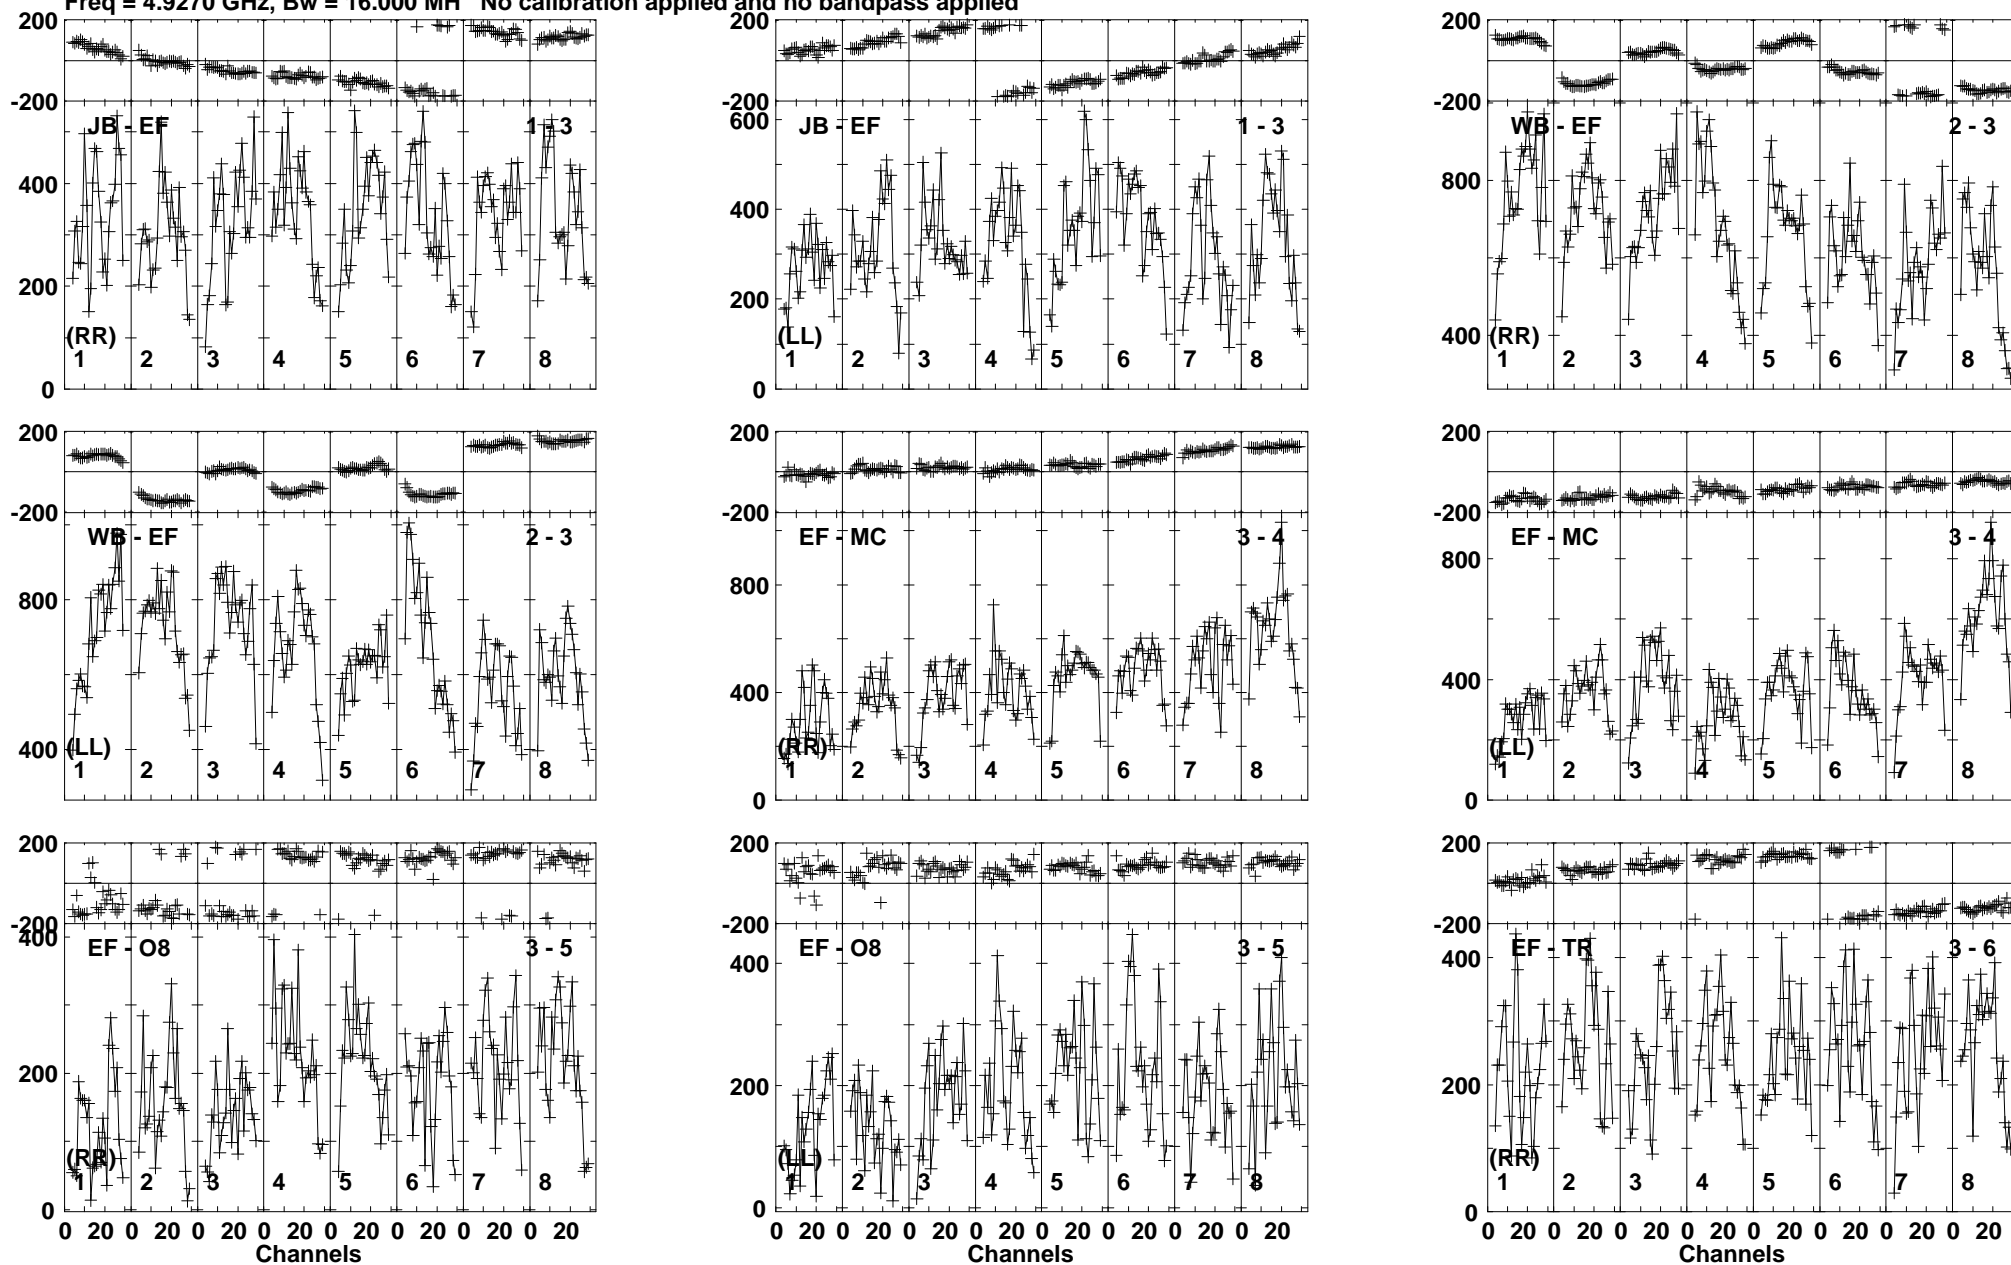 Freq = 4.9270 GHz, Bw = 16.000 MH No calibration applied and no bandpass applied
200 200 200
-200 -200 -200
JB - EF 1 - 3 600 JB - EF 1 - 3 WB - EF 2 - 3
400 400 800
200 200 400
(RR) (LL) (RR)
1 2 3 4 5 6 7 8 1 2 3 4 5 6 7 8 1 2 3 4 5 6 7 8
0 0
200 200 200
-200 -200 -200
WB - EF 2 - 3 EF - MC 3 - 4 EF - MC 3 - 4
800 800 800
400 400 400
(LL) (RR) (LL)
1 2 3 4 5 6 7 8 1 2 3 4 5 6 7 8 1 2 3 4 5 6 7 8
0 0
200 200 200
-200 -200 -200
400 EF - O8 3 - 5 400 EF - O8 3 - 5 400 EF - TR 3 - 6
200 200 200
(RR) (LL) (RR)
1 2 3 4 5 6 7 8 1 2 3 4 5 6 7 8 1 2 3 4 5 6 7 8
0 0 0
0 20 0 20 0 20 0 20 0 20 0 20 0 20 0 20 0 20 0 20 0 20 0 20 0 20 0 20 0 20 0 20 0 20 0 20 0 20 0 20 0 20 0 20 0 20 0 20
Channels Channels Channels